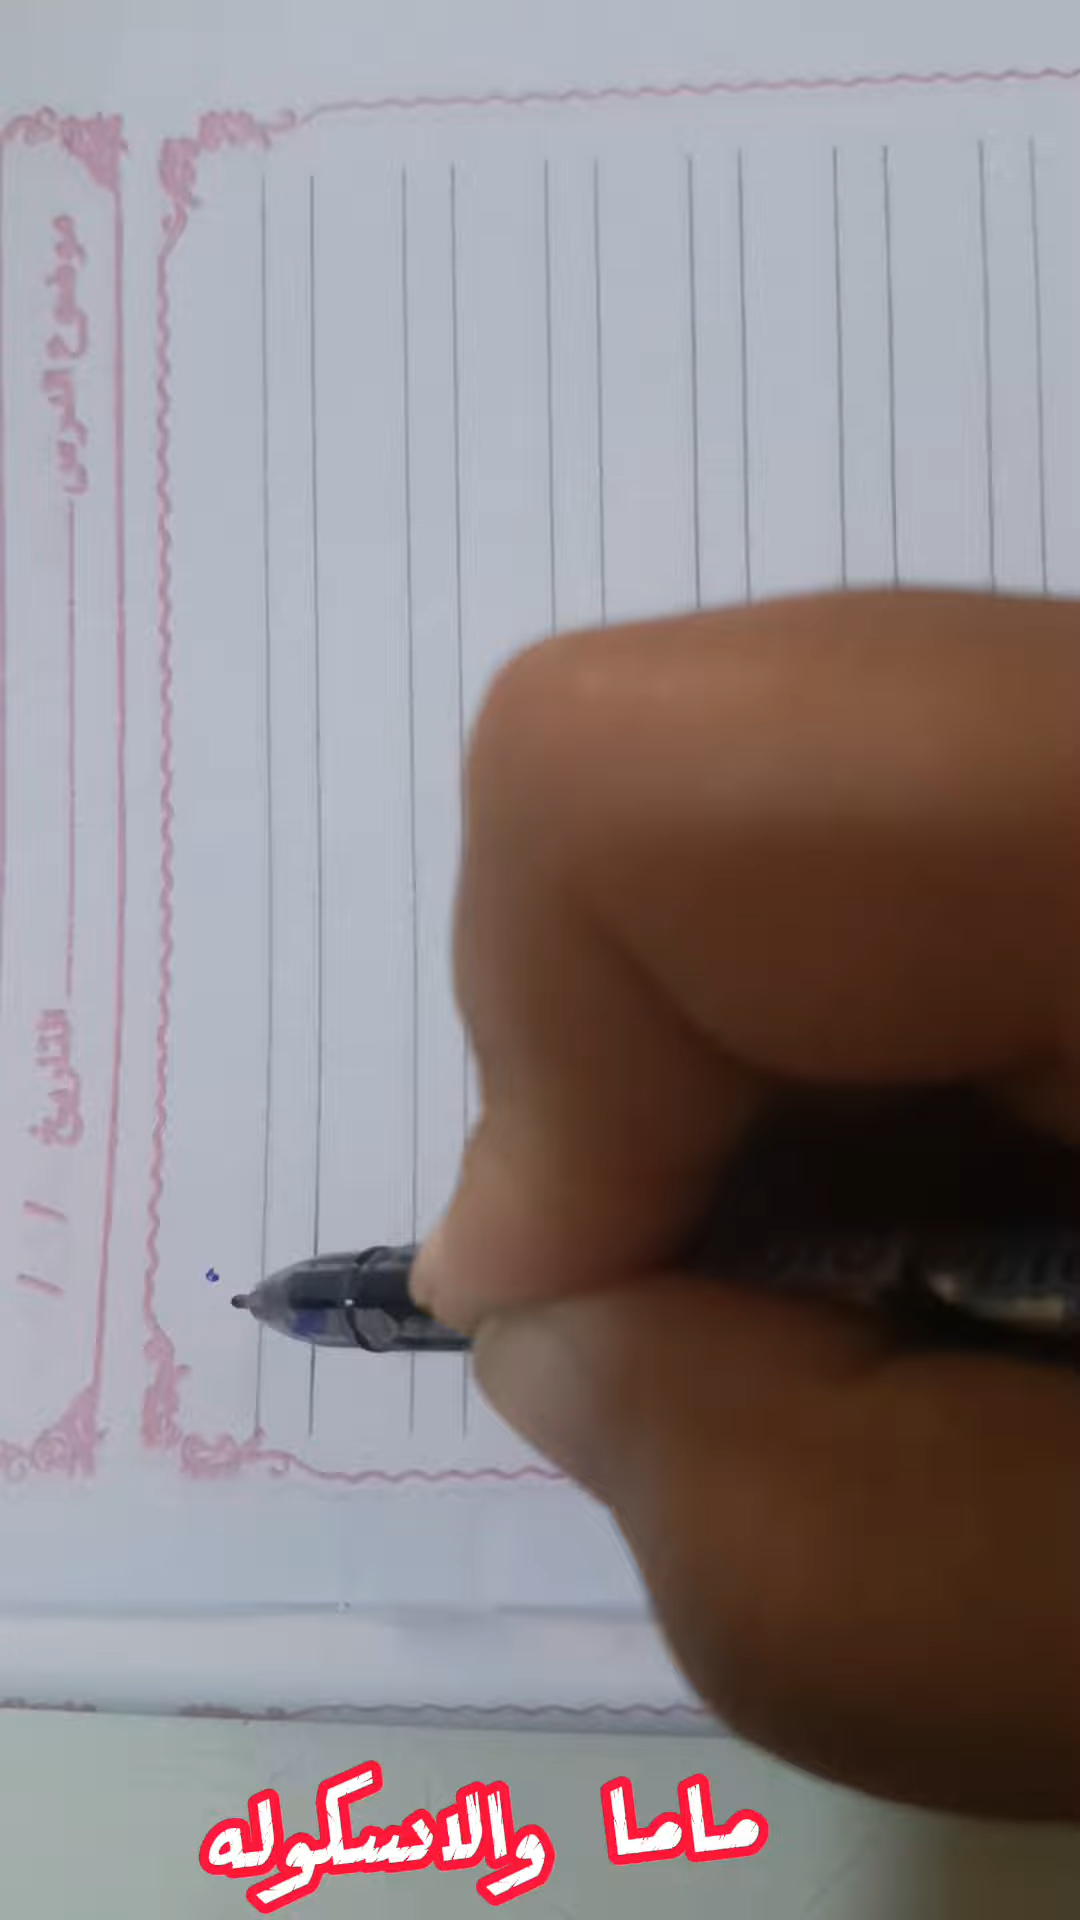 موضوع الدرس
التاريخ / /
ماما والاسكوله